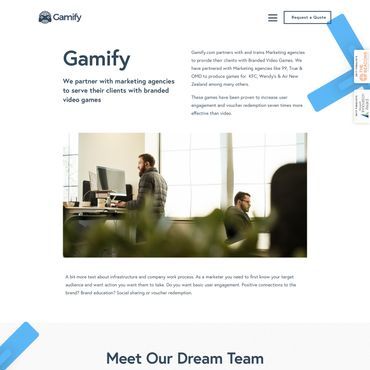 Gamify
Request a Quote
Gamify
We partner with marketing agencies
to serve their clients with branded
video games
Gamify.com partners with and trains Marketing agencies
to provide their clients with Branded Video Games. We
have partnered with Marketing agencies like 99, True &
OMD to produce games for  KFC, Wendy's & Air New
Zealand among many others.
These games have been proven to increase user
engagement and voucher redemption seven times more
effective than video.
A bit more text about infrastructure and company work process. As a marketer you need to first know your target
audience and want action you want them to take. Do you want basic user engagement. Positive connections to the
brand? Brand education? Social sharing or voucher redemption.
Meet Our Dream Team